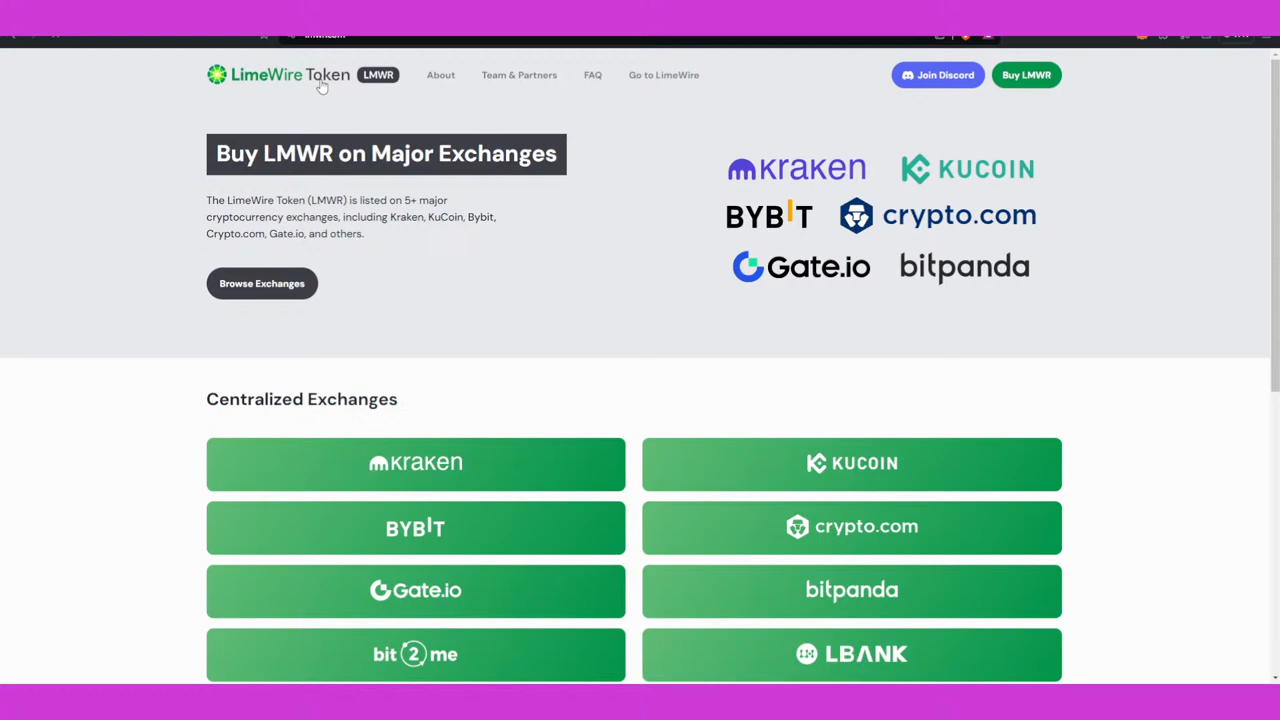 LimeWire Token LMWR About Team & Partners FAQ Go to LimeWire Join Discord Buy LMWR
Buy LMWR on Major Exchanges
The LimeWire Token (LMWR) is listed on 5+ major
cryptocurrency exchanges, including Kraken, KuCoin, Bybit,
Crypto.com, Gate.io, and others.
Browse Exchanges
kraken KUCOIN
BYBIT crypto.com
Gate.io bitpanda
Centralized Exchanges
kraken KUCOIN
BYBIT crypto.com
Gate.io bitpanda
bit2me LBANK